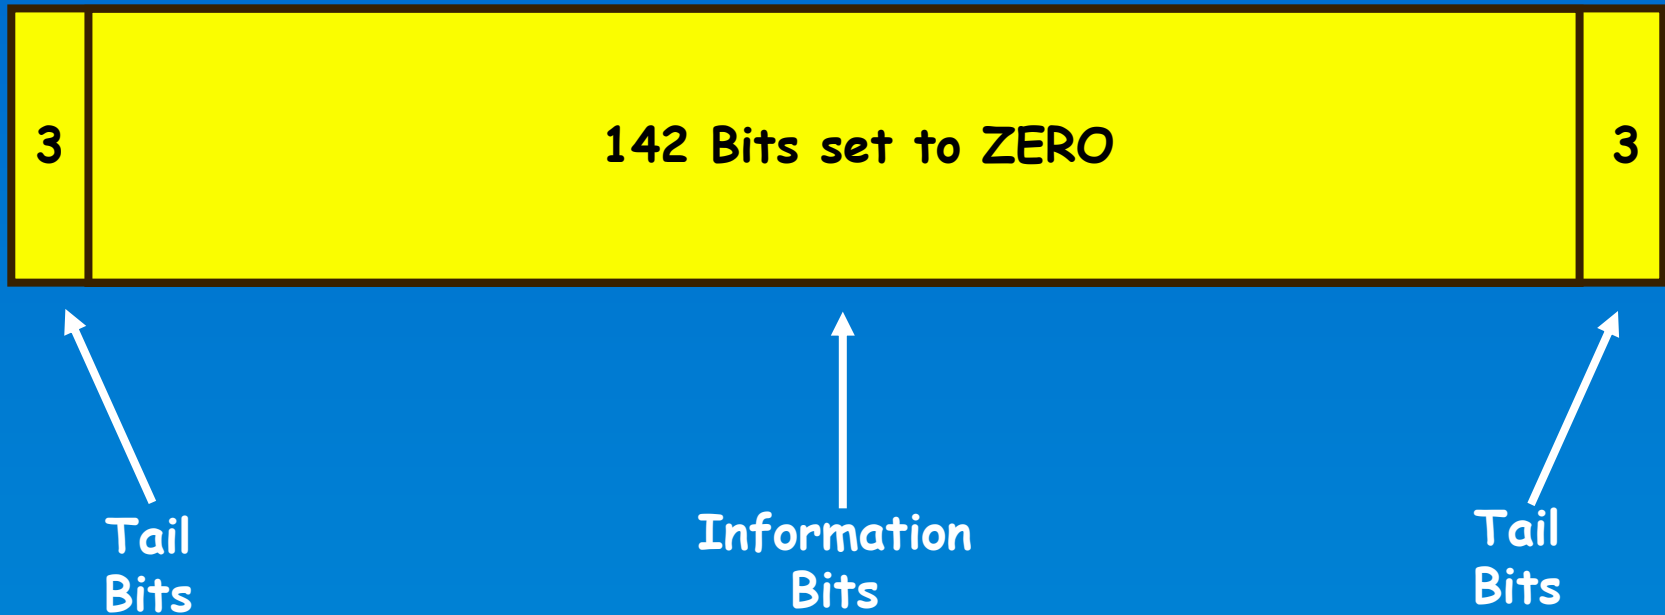 3
142 Bits set to ZERO
3
Tail
Bits
Information
Bits
Tail
Bits